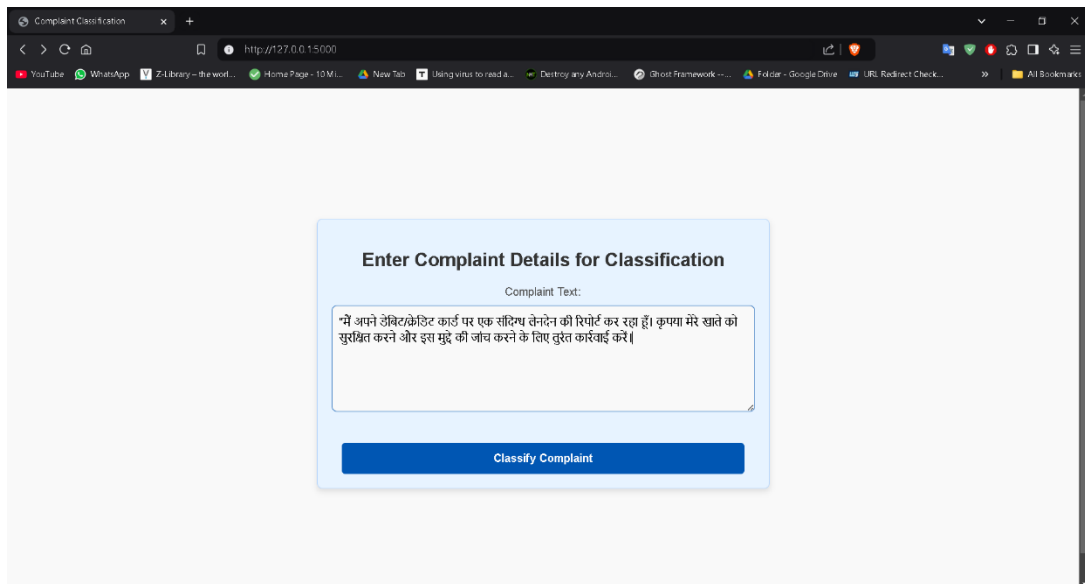 Complaint Classification
http://127.0.0.1:5000
YouTube WhatsApp Z-Library – the worl... Home Page - 10 Mi... New Tab Using virus to read a... Destroy any Androi... Ghost Framework --... Folder - Google Drive URL Redirect Check... » All Bookmarks
Enter Complaint Details for Classification
Complaint Text:
"मैं अपने डेबिट/क्रेडिट कार्ड पर एक संदिग्ध लेनदेन की रिपोर्ट कर रहा हूँ। कृपया मेरे खाते को
सुरक्षित करने और इस मुद्दे की जांच करने के लिए तुरंत कार्रवाई करें।
Classify Complaint